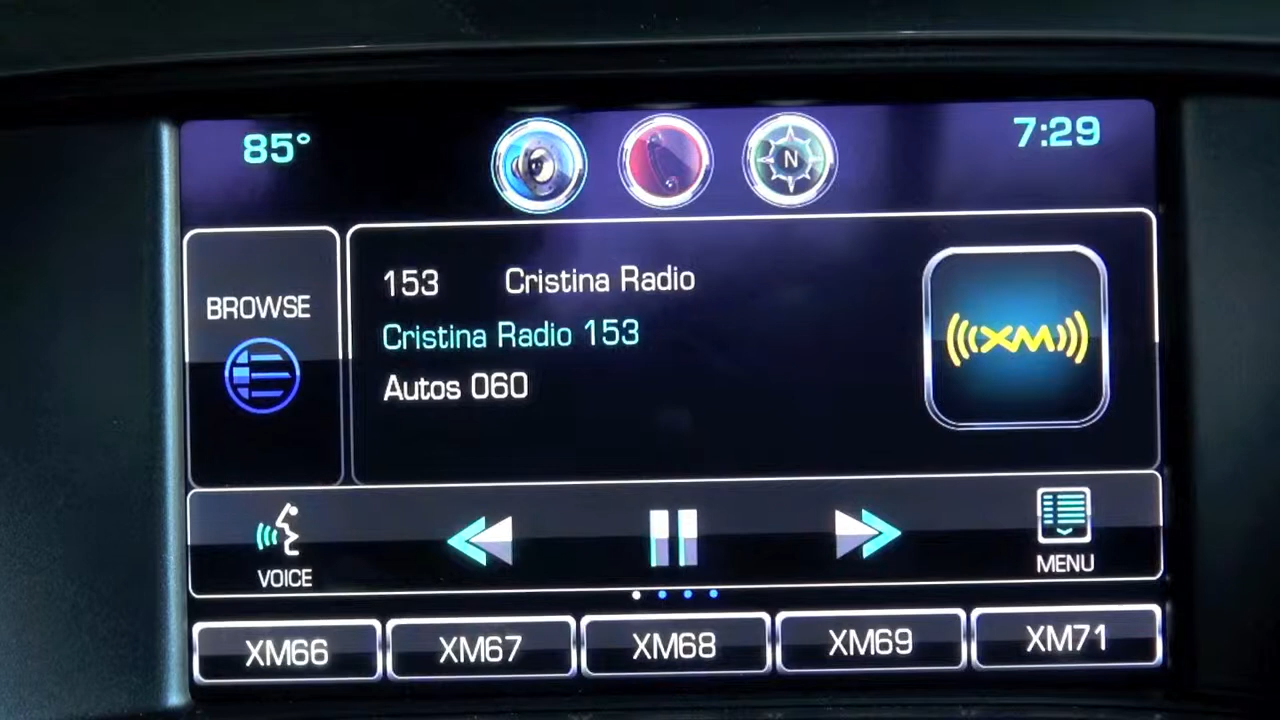 85° 7:29
N
BROWSE
153 Cristina Radio
Cristina Radio 153
Autos 060
((XM))
VOICE
MENU
XM66 XM67 XM68 XM69 XM71